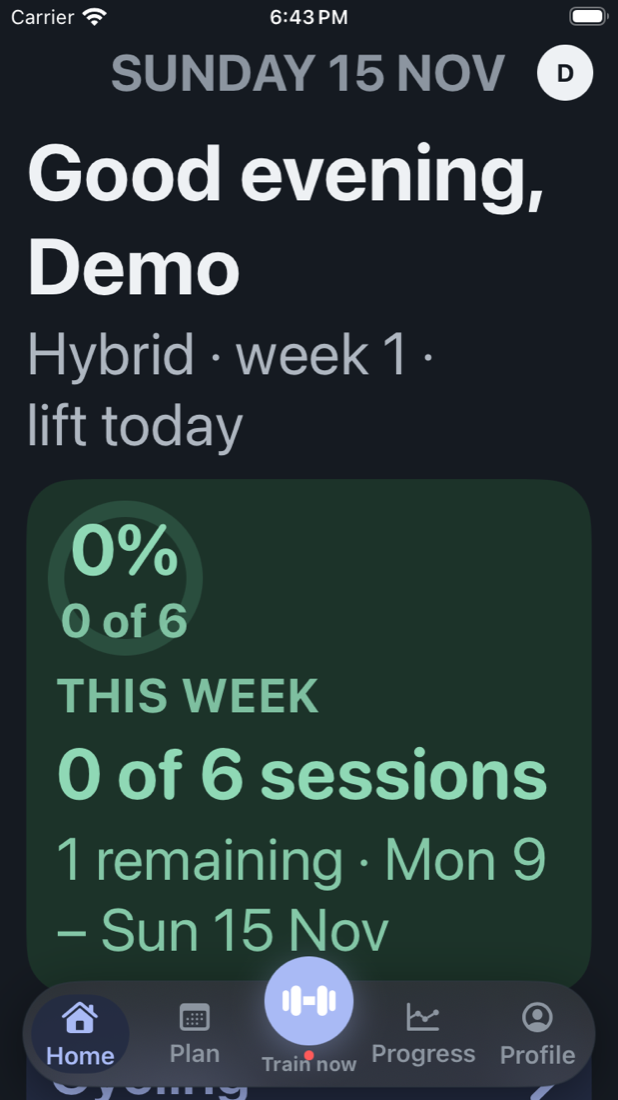 Carrier 6:43 PM
SUNDAY 15 NOV D
Good evening,
Demo
Hybrid · week 1 ·
lift today
0%
0 of 6
THIS WEEK
0 of 6 sessions
1 remaining · Mon 9
– Sun 15 Nov
Cycling
Home Plan Train now Progress Profile